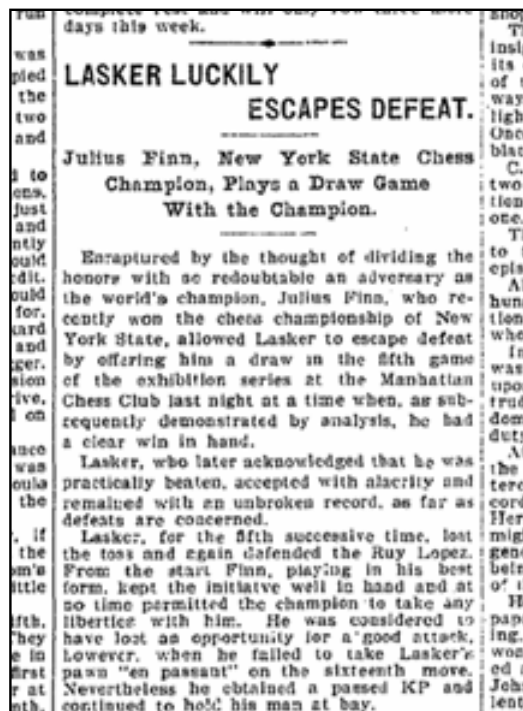 days this week.
LASKER LUCKILY
ESCAPES DEFEAT.
Julius Finn, New York State Chess
Champion, Plays a Draw Game
With the Champion.
Enraptured by the thought of dividing the
honors with so redoubtable an adversary as
the world's champion, Julius Finn, who re-
cently won the chess championship of New
York State, allowed Lasker to escape defeat
by offering him a draw in the fifth game
of the exhibition series at the Manhattan
Chess Club last night at a time when, as sub-
sequently demonstrated by analysis, he had
a clear win in hand.
Lasker, who later acknowledged that he was
practically beaten, accepted with alacrity and
remained with an unbroken record, as far as
defeats are concerned.
Lasker, for the fifth successive time, lost
the toss and again defended the Ruy Lopez.
From the start Finn, playing in his best
form, kept the initiatve well in hand and at
no time permitted the champion to take any
liberties with him. He was considered to
have lost an opportunity for a good attack,
however, when he failed to take Lasker's
pawn "en passant" on the sixteenth move.
Nevertheless he obtained a passed KP and
continued to hold his man at bay.